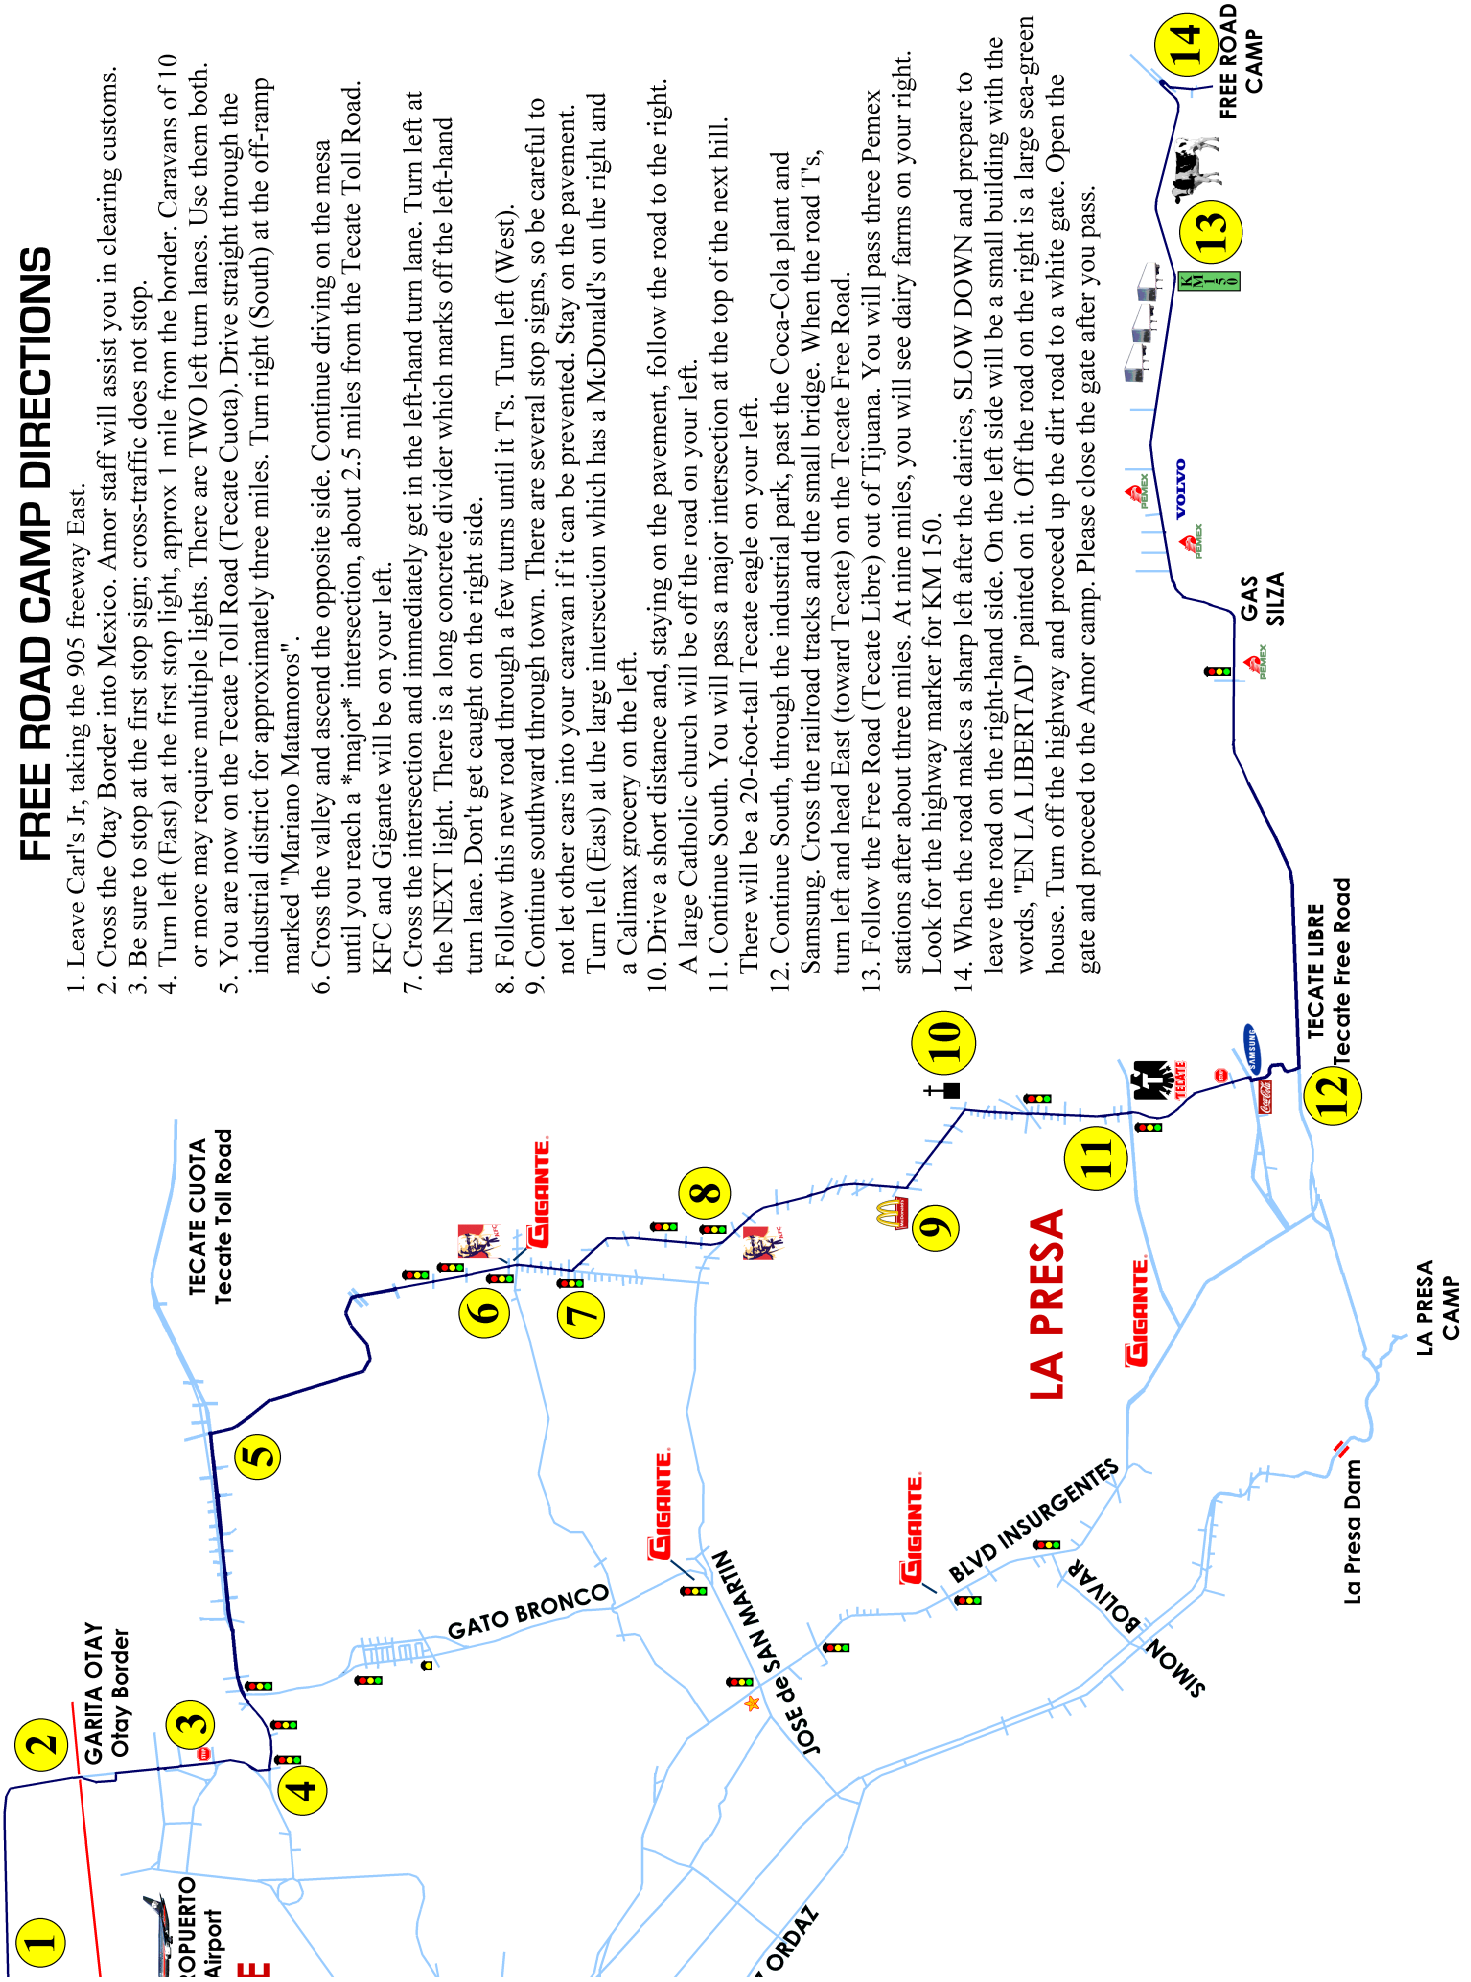 FREE ROAD CAMP DIRECTIONS
1. Leave Carl's Jr, taking the 905 freeway East.
2. Cross the Otay Border into Mexico. Amor staff will assist you in clearing customs.
3. Be sure to stop at the first stop sign; cross-traffic does not stop.
4. Turn left (East) at the first stop light, approx 1 mile from the border. Caravans of 10
or more may require multiple lights. There are TWO left turn lanes. Use them both.
5. You are now on the Tecate Toll Road (Tecate Cuota). Drive straight through the
industrial district for approximately three miles. Turn right (South) at the off-ramp
marked "Mariano Matamoros".
6. Cross the valley and ascend the opposite side. Continue driving on the mesa
until you reach a *major* intersection, about 2.5 miles from the Tecate Toll Road.
KFC and Gigante will be on your left.
7. Cross the intersection and immediately get in the left-hand turn lane. Turn left at
the NEXT light. There is a long concrete divider which marks off the left-hand
turn lane. Don't get caught on the right side.
8. Follow this new road through a few turns until it T's. Turn left (West).
9. Continue southward through town. There are several stop signs, so be careful to
not let other cars into your caravan if it can be prevented. Stay on the pavement.
Turn left (East) at the large intersection which has a McDonald's on the right and
a Calimax grocery on the left.
10. Drive a short distance and, staying on the pavement, follow the road to the right.
A large Catholic church will be off the road on your left.
11. Continue South. You will pass a major intersection at the top of the next hill.
There will be a 20-foot-tall Tecate eagle on your left.
12. Continue South, through the industrial park, past the Coca-Cola plant and
Samsung. Cross the railroad tracks and the small bridge. When the road T's,
turn left and head East (toward Tecate) on the Tecate Free Road.
13. Follow the Free Road (Tecate Libre) out of Tijuana. You will pass three Pemex
stations after about three miles. At nine miles, you will see dairy farms on your right.
Look for the highway marker for KM 150.
14. When the road makes a sharp left after the dairies, SLOW DOWN and prepare to
leave the road on the right-hand side. On the left side will be a small building with the
words, "EN LA LIBERTAD" painted on it. Off the road on the right is a large sea-green
house. Turn off the highway and proceed up the dirt road to a white gate. Open the
gate and proceed to the Amor camp. Please close the gate after you pass.
1
2
GARITA OTAY
Otay Border
3
4
ROPUERTO
Airport
E
TECATE CUOTA
Tecate Toll Road
5
6
KFC
GIGANTE
7
8
KFC
GATO BRONCO
GIGANTE
JOSE de SAN MARTIN
ORDAZ
McDonald's
9
10
GIGANTE
BLVD INSURGENTES
SIMON BOLIVAR
LA PRESA
11
TECATE
GIGANTE
Coca-Cola
SAMSUNG
12
TECATE LIBRE
Tecate Free Road
La Presa Dam
LA PRESA
CAMP
PEMEX
GAS
SILZA
PEMEX
PEMEX
VOLVO
KM 150
13
14
FREE ROAD
CAMP